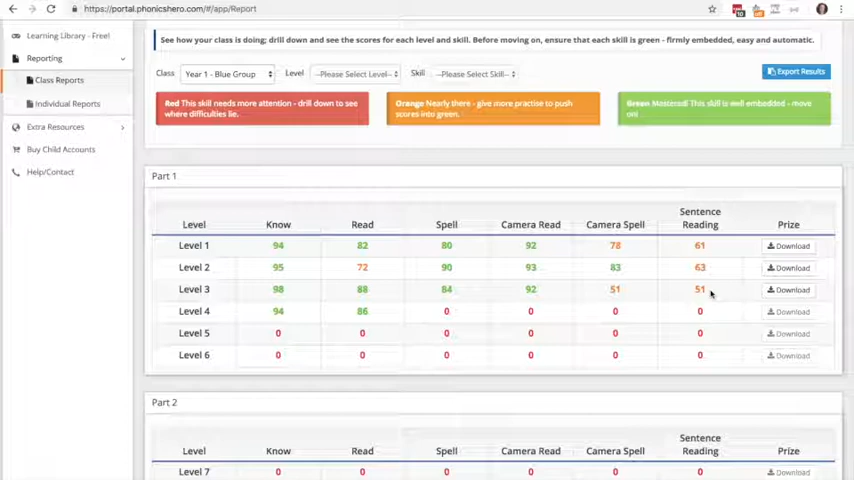 https://portal.phonicshero.com/#/app/Report
Learning Library - Free!
Reporting
Class Reports
Individual Reports
Extra Resources
Buy Child Accounts
Help/Contact
See how your class is doing; drill down and see the scores for each level and skill. Before moving on, ensure that each skill is green - firmly embedded, easy and automatic.
Class Year 1 - Blue Group Level --Please Select Level-- Skill --Please Select Skill--
Export Results
Red This skill needs more attention - drill down to see
where difficulties lie.
Orange Nearly there - give more practise to push
scores into green.
Green Mastered! This skill is well embedded - move
on!
Part 1
Level Know Read Spell Camera Read Camera Spell Sentence Reading Prize
Level 1 94 82 80 92 78 61 Download
Level 2 95 72 90 93 83 63 Download
Level 3 98 88 84 92 51 51 Download
Level 4 94 86 0 0 0 0 Download
Level 5 0 0 0 0 0 0 Download
Level 6 0 0 0 0 0 0 Download
Part 2
Level Know Read Spell Camera Read Camera Spell Sentence Reading Prize
Level 7 0 0 0 0 0 0 Download